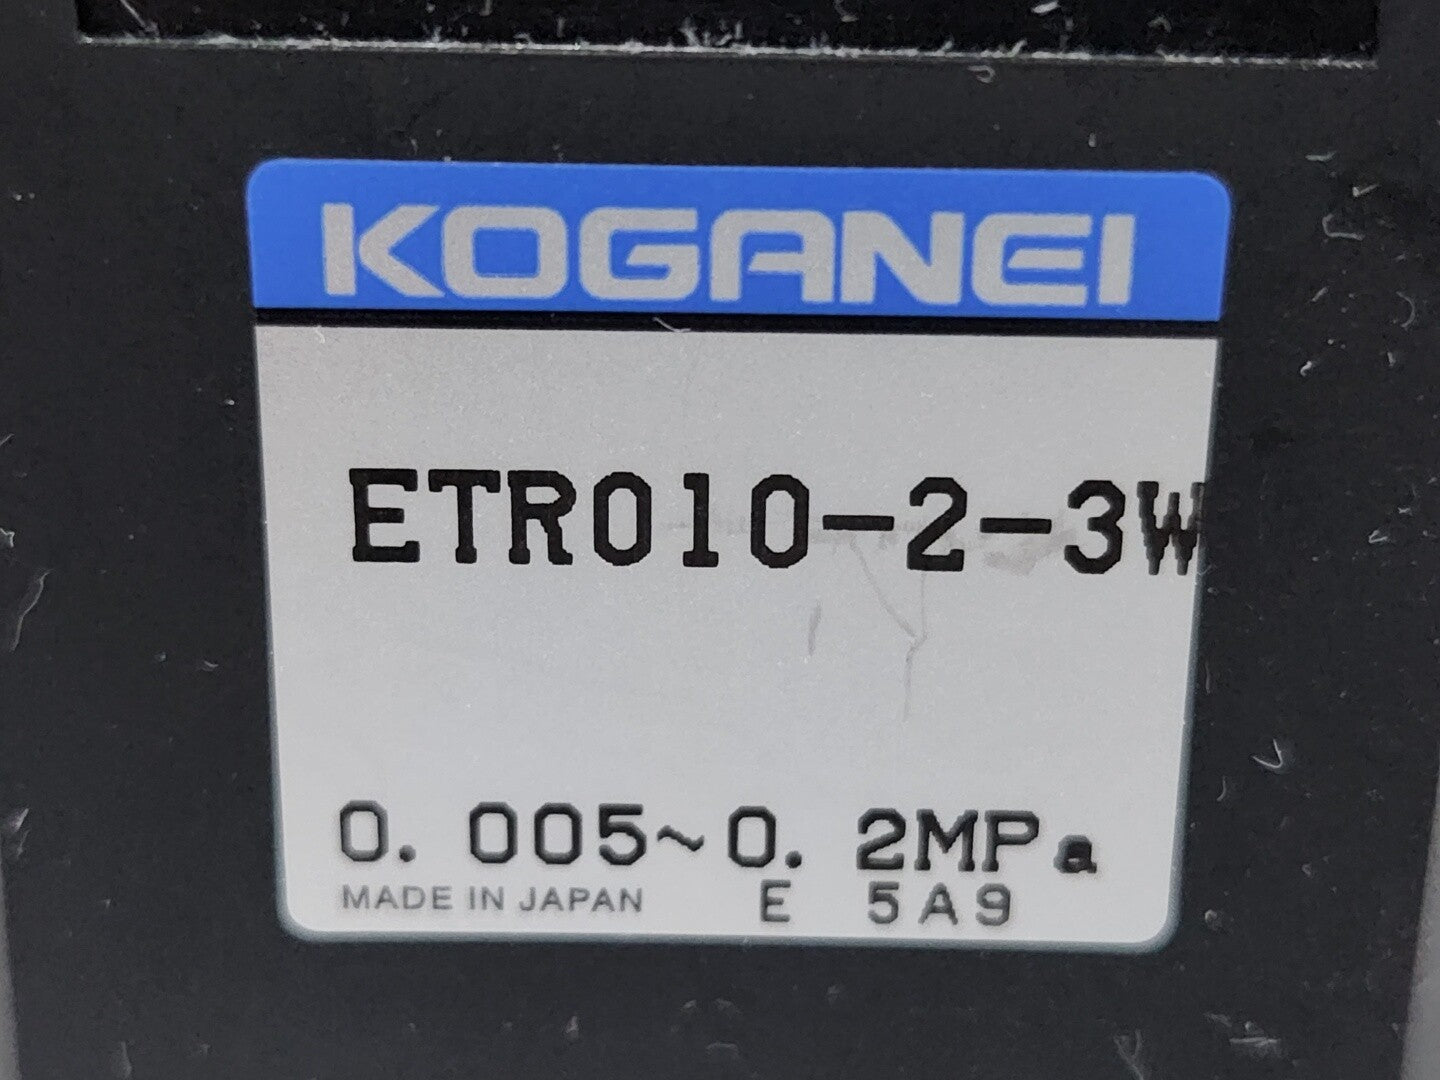 KOGANEI
ETR010-2-3W
0.005~0.2MPa
MADE IN JAPAN E 5A9